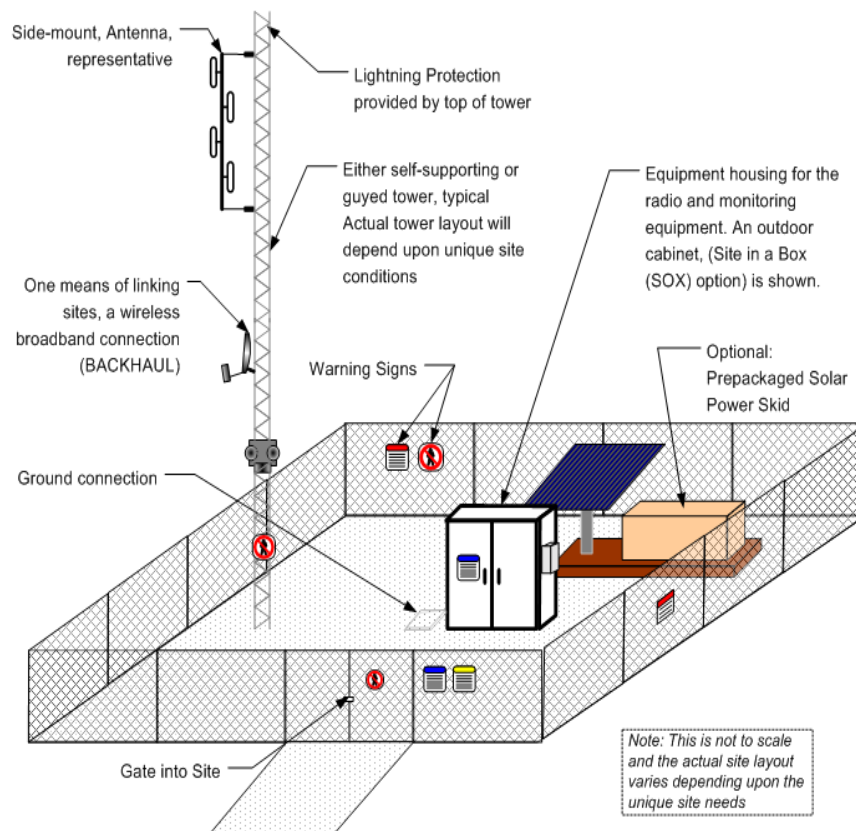 Side-mount, Antenna,
representative
Lightning Protection
provided by top of tower
Either self-supporting or
guyed tower, typical
Actual tower layout will
depend upon unique site
conditions
Equipment housing for the
radio and monitoring
equipment. An outdoor
cabinet, (Site in a Box
(SOX) option) is shown.
One means of linking
sites, a wireless
broadband connection
(BACKHAUL)
Warning Signs
Optional:
Prepackaged Solar
Power Skid
Ground connection
Gate into Site
Note: This is not to scale
and the actual site layout
varies depending upon the
unique site needs